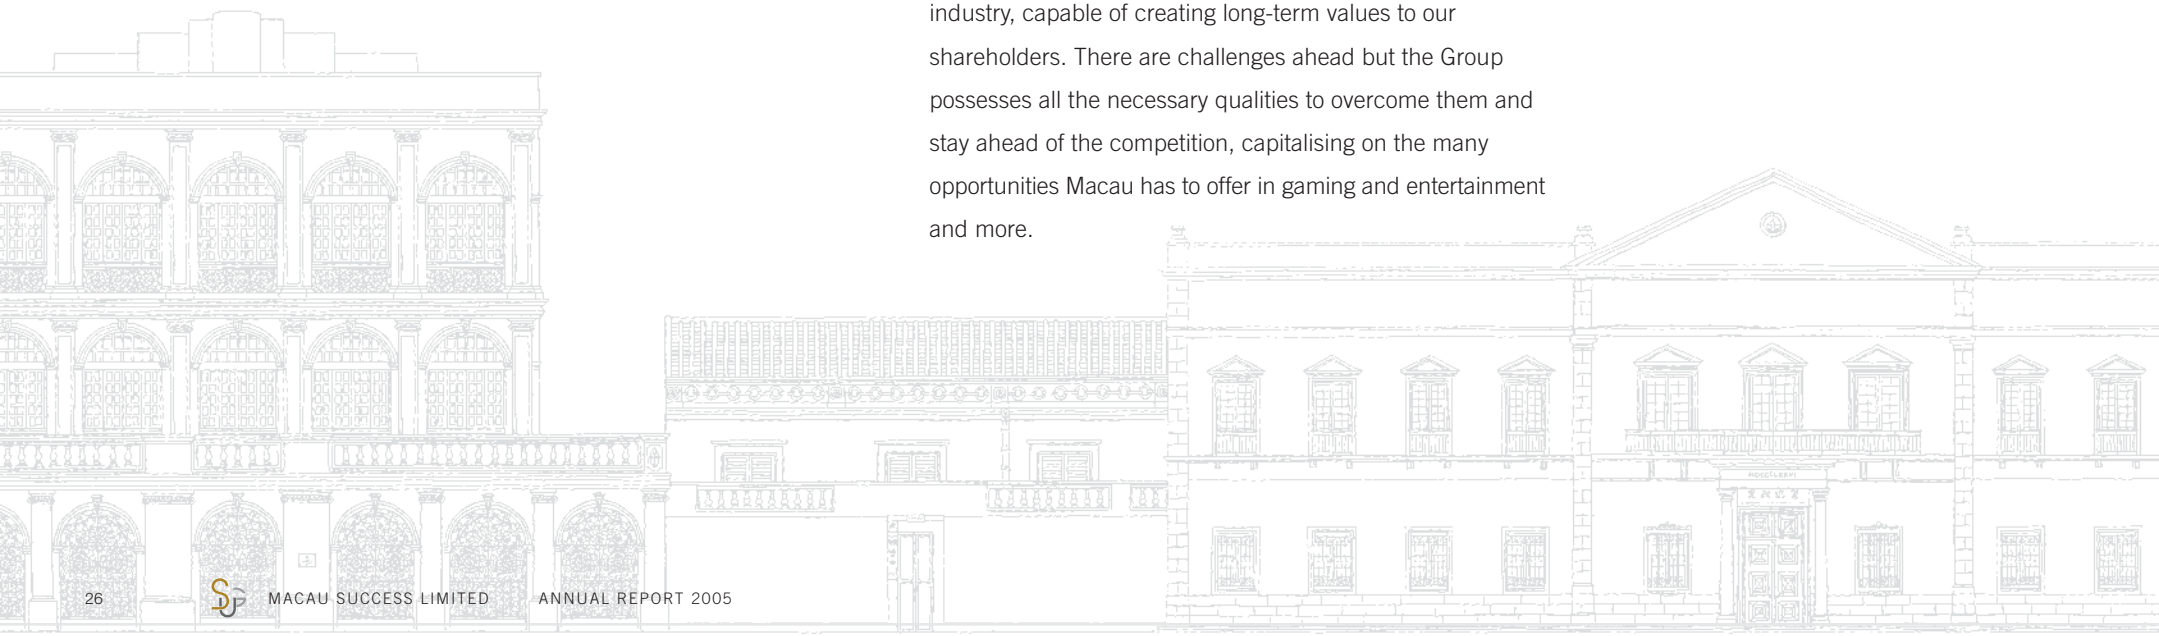 industry, capable of creating long-term values to our
shareholders. There are challenges ahead but the Group
possesses all the necessary qualities to overcome them and
stay ahead of the competition, capitalising on the many
opportunities Macau has to offer in gaming and entertainment
and more.
26 MACAU SUCCESS LIMITED ANNUAL REPORT 2005